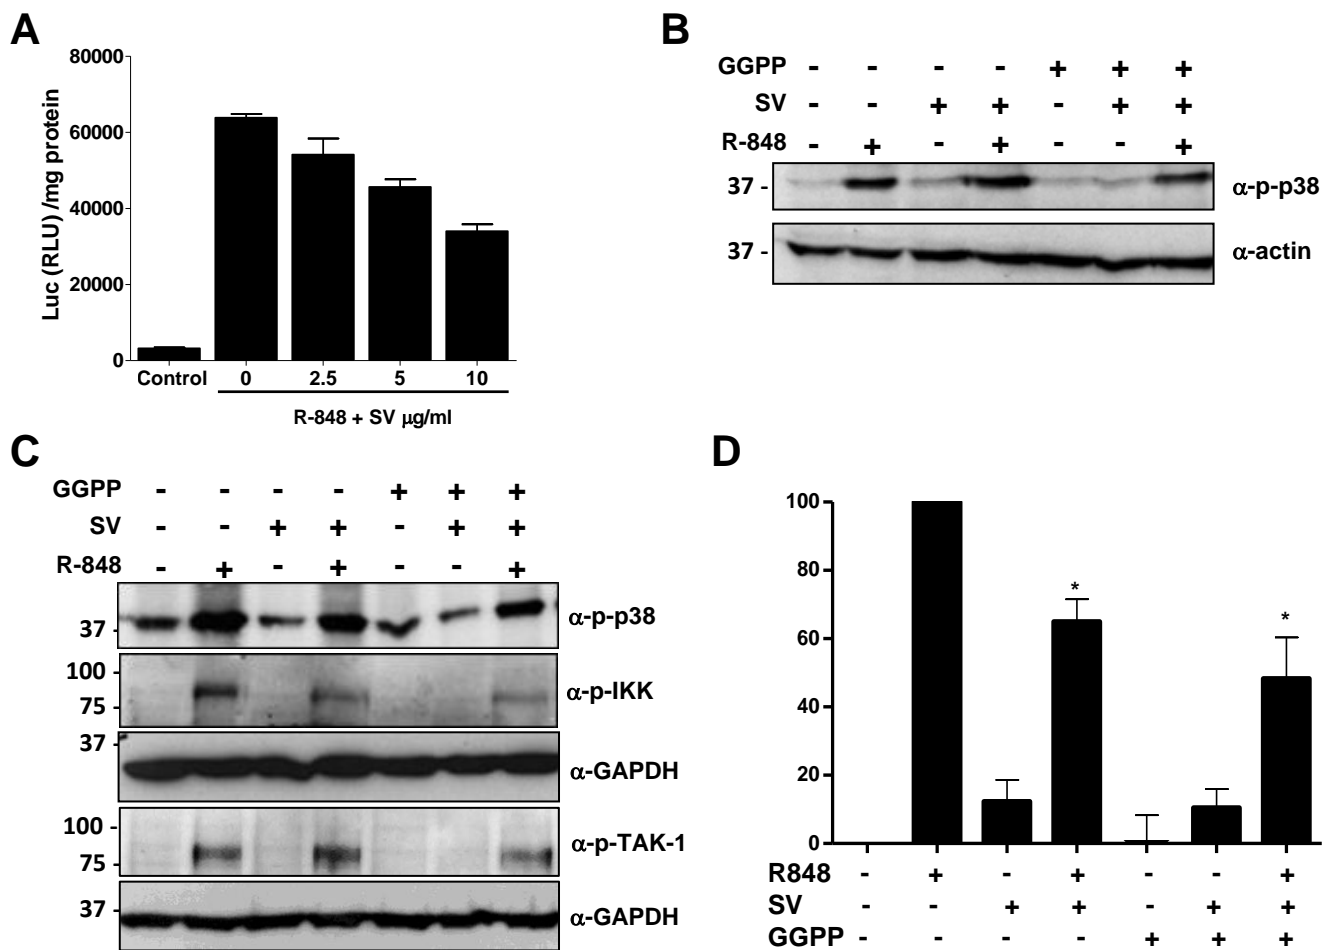 A
80000
60000
40000
20000
0
Luc (RLU) /mg protein
Control 0 2.5 5 10
R-848 + SV μg/ml
B
GGPP - - - - + + +
SV - - + + - + +
R-848 - + - + - - +
37 - α-p-p38
37 - α-actin
C
GGPP - - - - + + +
SV - - + + - + +
R-848 - + - + - - +
37 - α-p-p38
100 -
75 - α-p-IKK
37 -
α-GAPDH
100 -
75 - α-p-TAK-1
37 - α-GAPDH
D
100
80
60
40
20
0
* *
R848 - + - + - - +
SV - - + + - + +
GGPP - - - - + + +